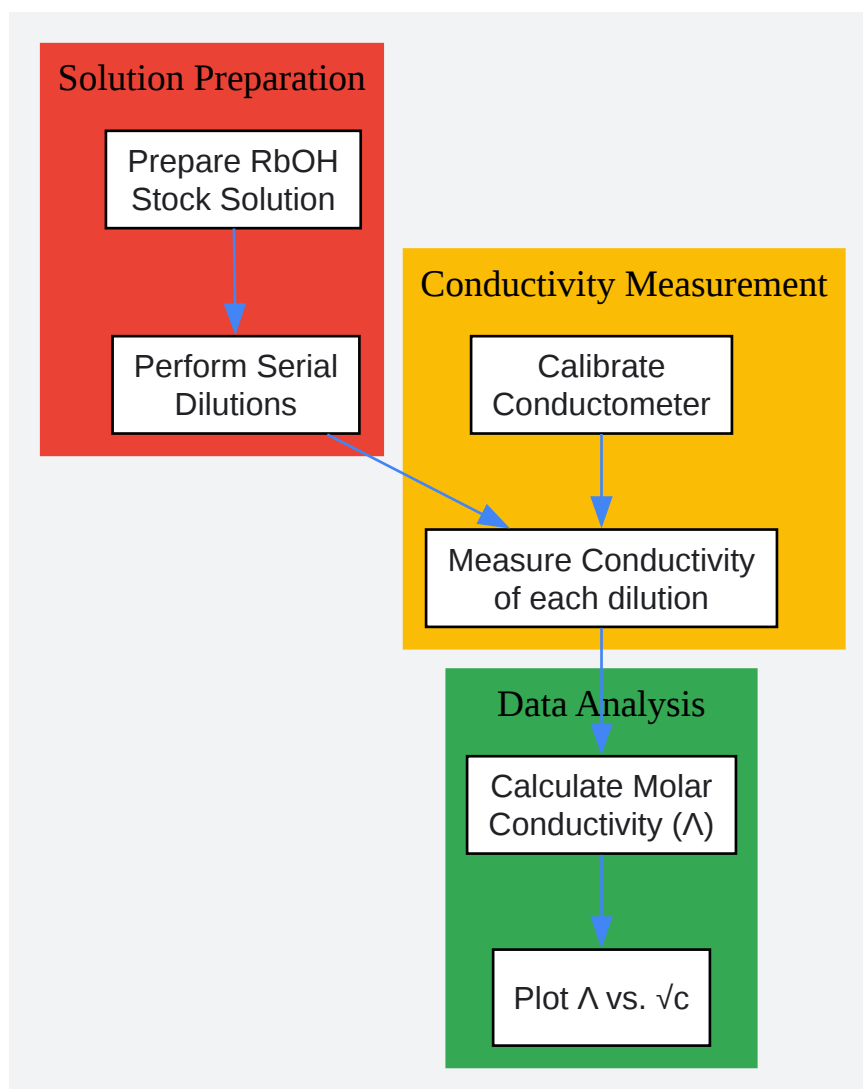 Solution Preparation
Prepare RbOH
Stock Solution
Perform Serial
Dilutions
Conductivity Measurement
Calibrate
Conductometer
Measure Conductivity
of each dilution
Data Analysis
Calculate Molar
Conductivity (Λ)
Plot Λ vs. √c